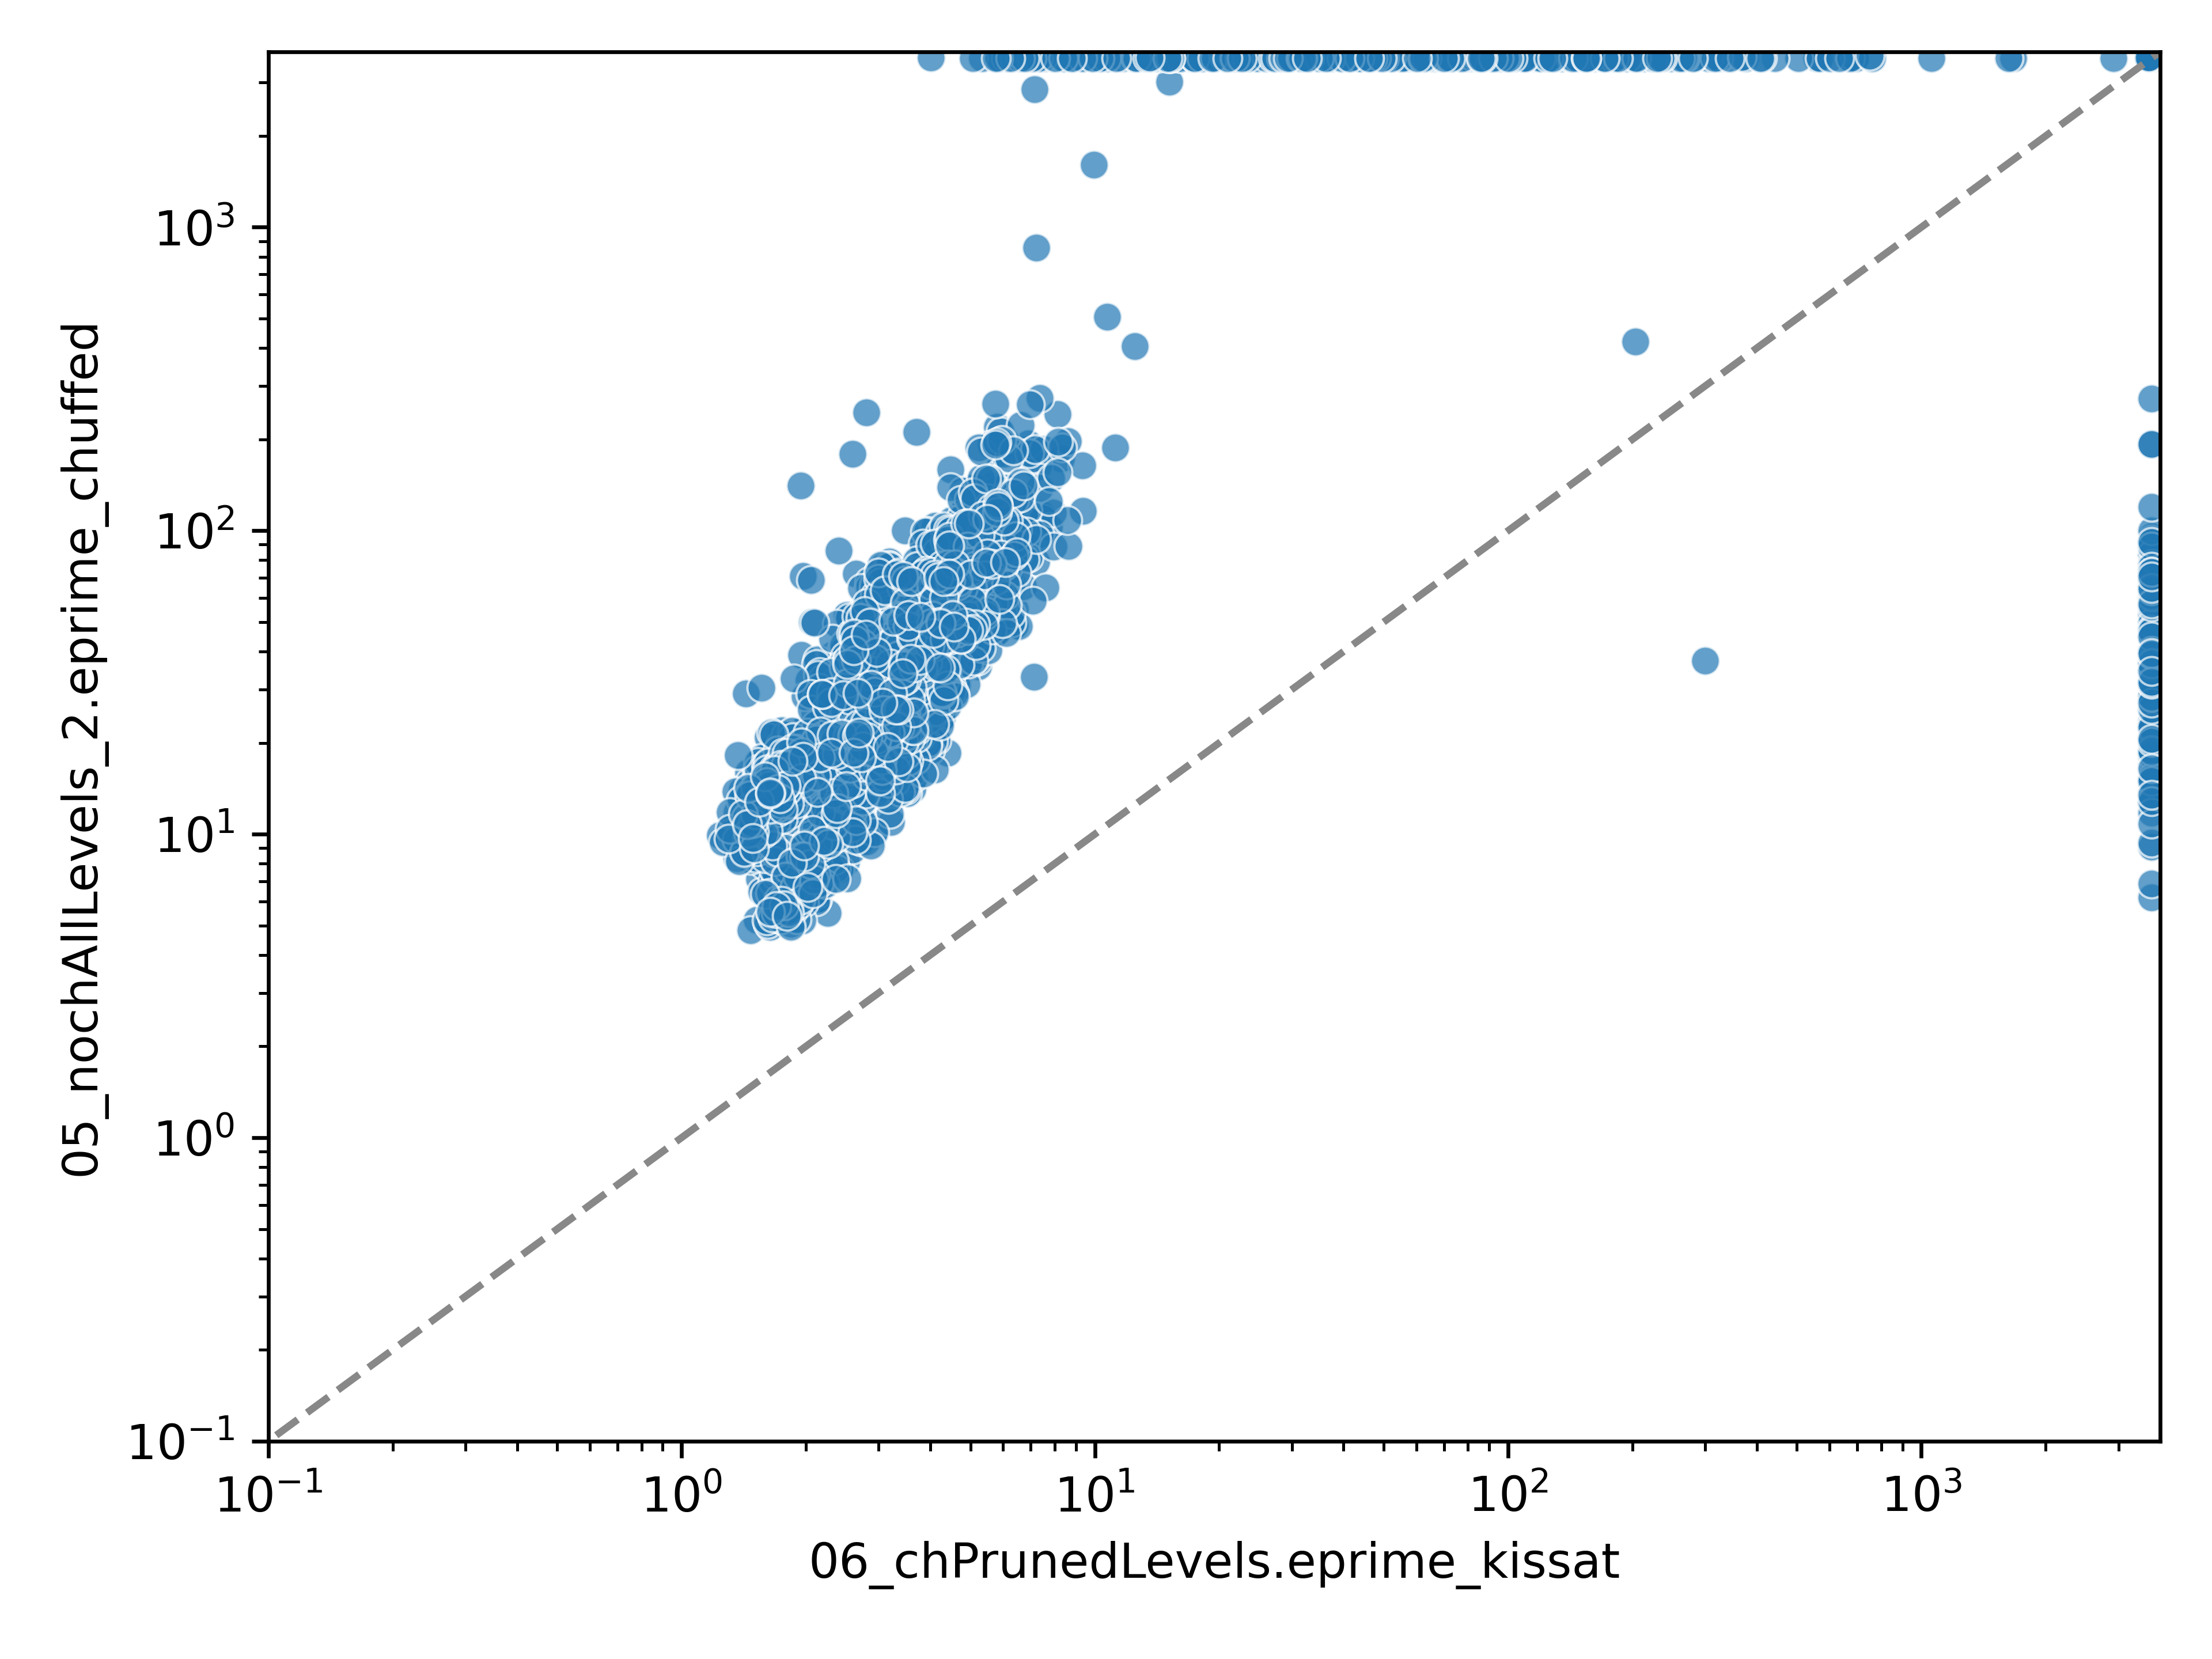 10³
10²
10¹
10⁰
10⁻¹
05_nochAllLevels_2.eprime_chuffed
10⁻¹ 10⁰ 10¹ 10² 10³
06_chPrunedLevels.eprime_kissat